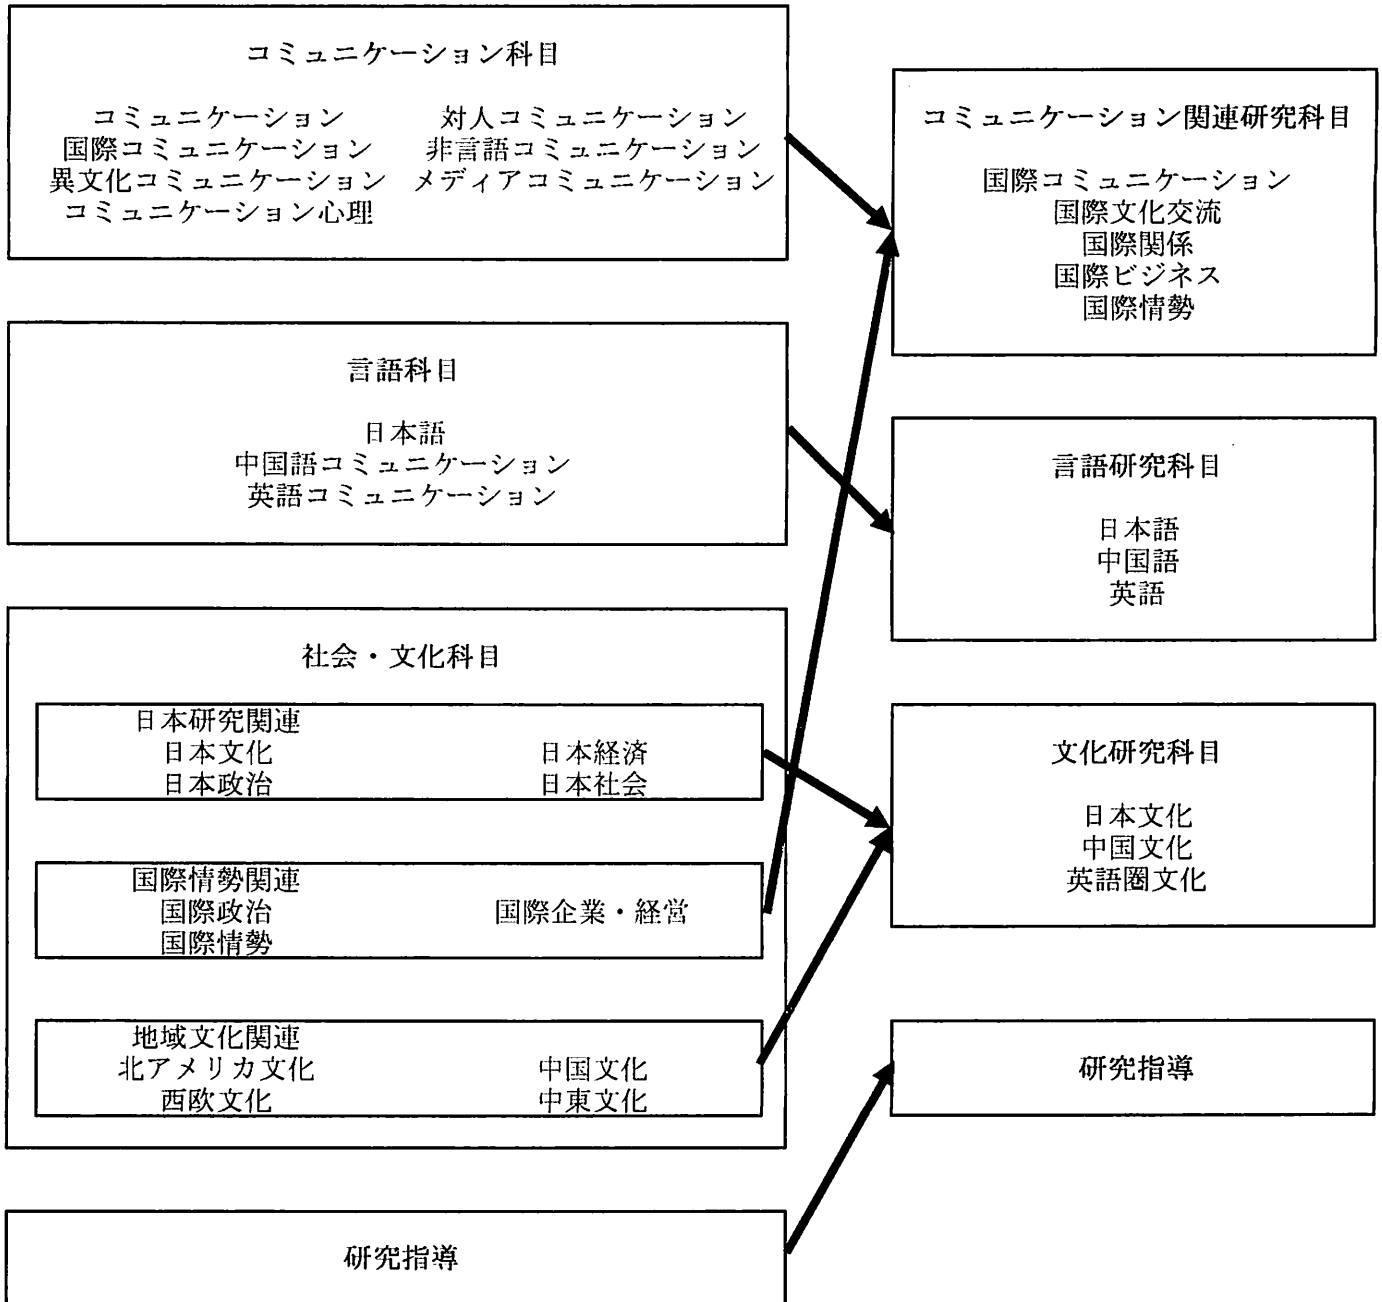 コミュニケーション科目
コミュニケーション 対人コミュニケーション
国際コミュニケーション 非言語コミュニケーション
異文化コミュニケーション メディアコミュニケーション
コミュニケーション心理
言語科目
日本語
中国語コミュニケーション
英語コミュニケーション
社会・文化科目
日本研究関連
日本文化 日本経済
日本政治 日本社会
国際情勢関連
国際政治 国際企業・経営
国際情勢
地域文化関連
北アメリカ文化 中国文化
西欧文化 中東文化
研究指導
コミュニケーション関連研究科目
国際コミュニケーション
国際文化交流
国際関係
国際ビジネス
国際情勢
言語研究科目
日本語
中国語
英語
文化研究科目
日本文化
中国文化
英語圏文化
研究指導